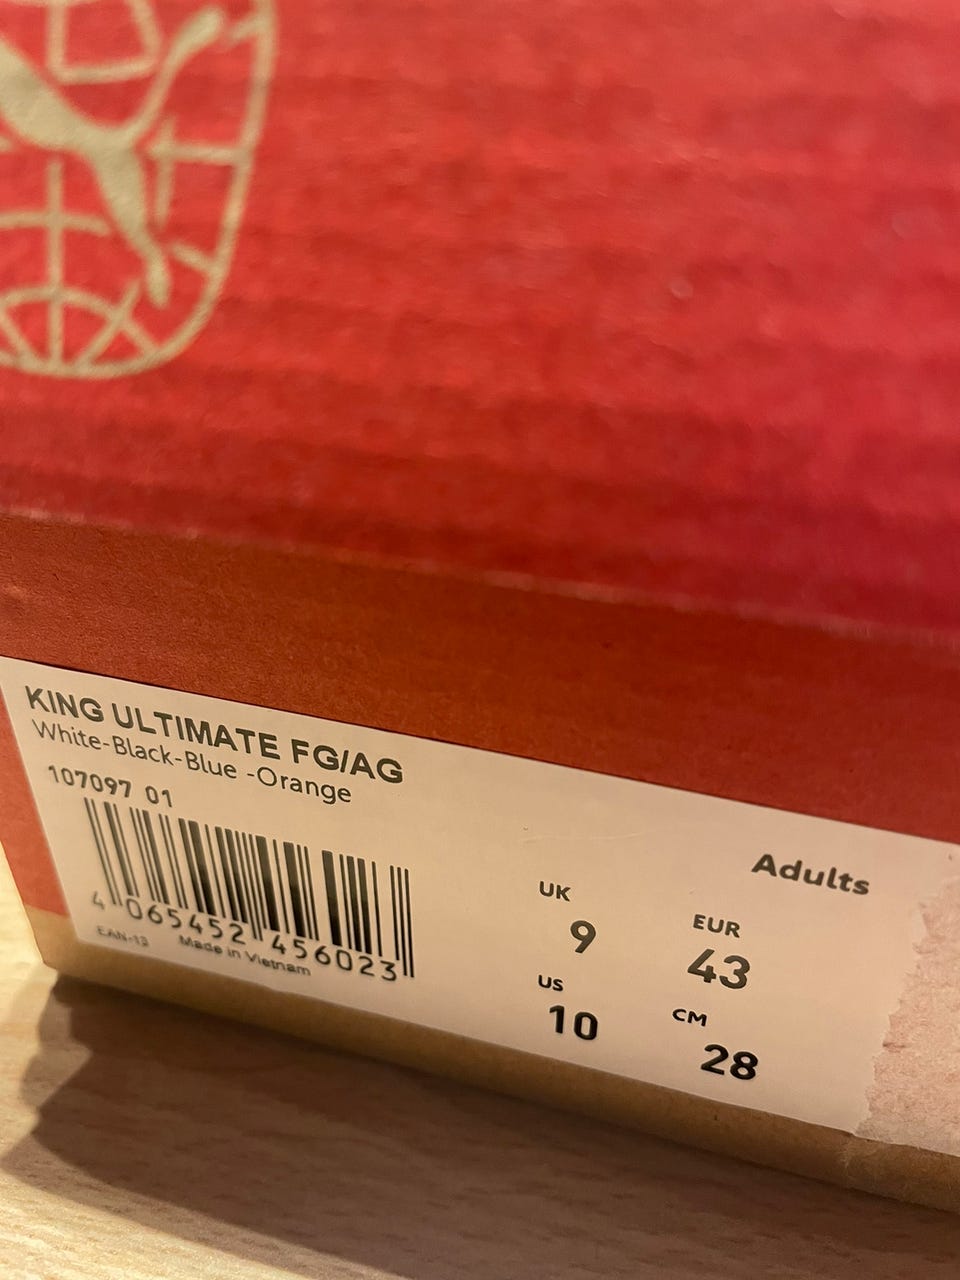 KING ULTIMATE FG/AG
White-Black-Blue -Orange
107097 01
4 065452 456023
EAN-13 Made in Vietnam
Adults
UK
9
EUR
43
US
10
CM
28